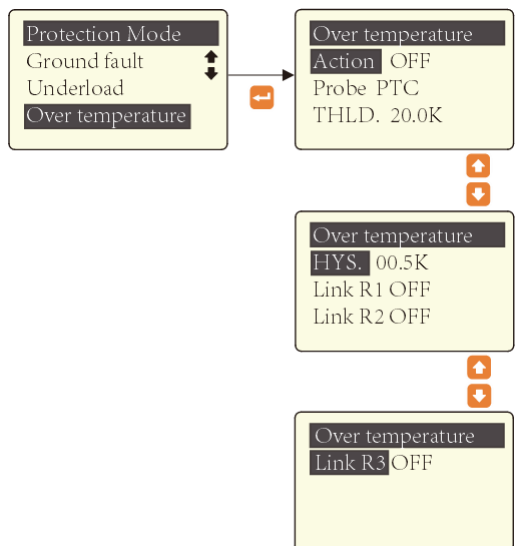 Protection Mode
Ground fault
Underload
Over temperature
Over temperature
Action OFF
Probe PTC
THLD. 20.0K
Over temperature
HYS. 00.5K
Link R1 OFF
Link R2 OFF
Over temperature
Link R3 OFF